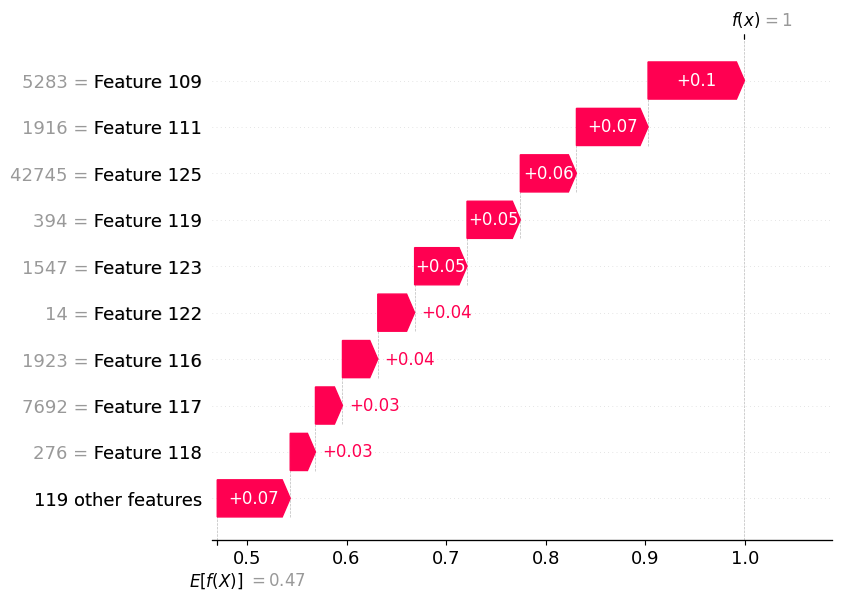 f(x) = 1
5283 = Feature 109
+0.1
1916 = Feature 111
+0.07
42745 = Feature 125
+0.06
394 = Feature 119
+0.05
1547 = Feature 123
+0.05
14 = Feature 122
+0.04
1923 = Feature 116
+0.04
7692 = Feature 117
+0.03
276 = Feature 118
+0.03
119 other features
+0.07
0.5 0.6 0.7 0.8 0.9 1.0
E[f(X)] = 0.47